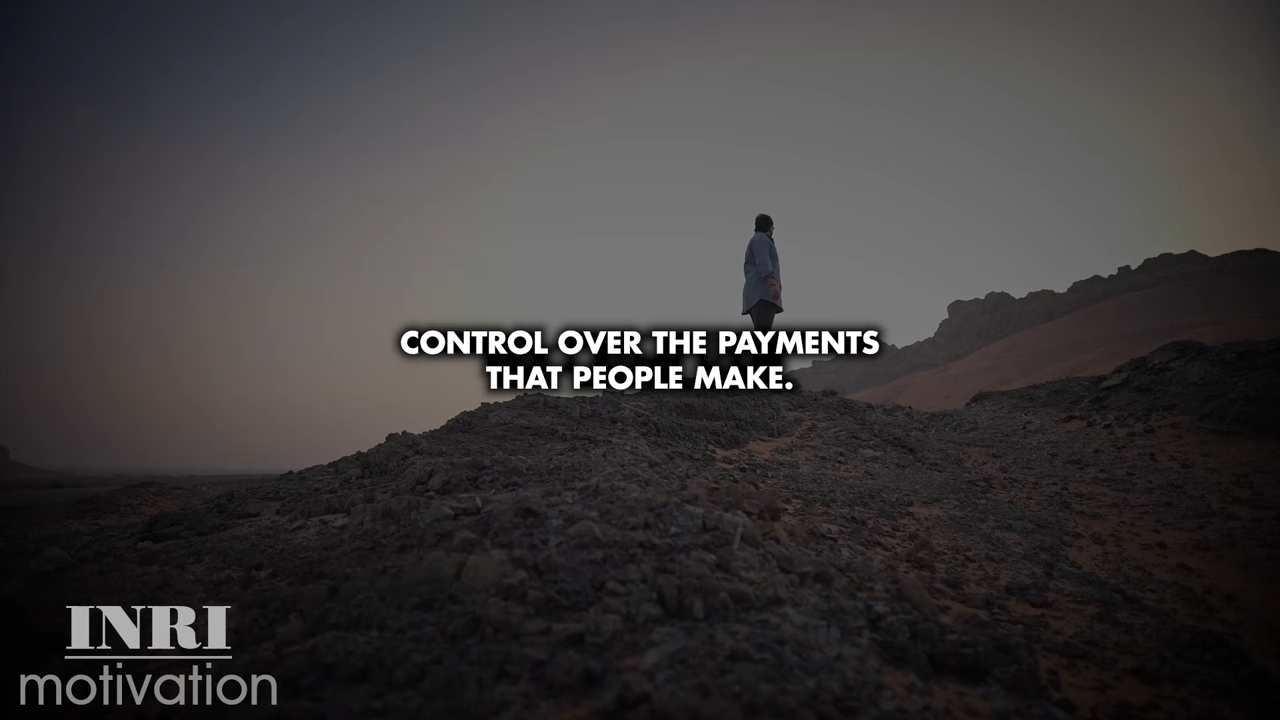 CONTROL OVER THE PAYMENTS
THAT PEOPLE MAKE.
INRI
motivation